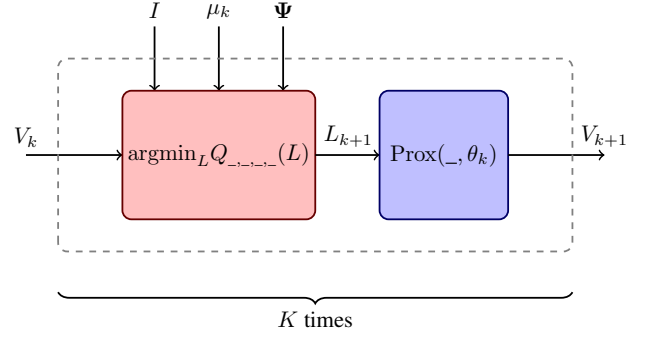 I μ_k Ψ
V_k argmin_L Q_{_,_,_,_}(L) L_{k+1} Prox(_, θ_k) V_{k+1}
K times